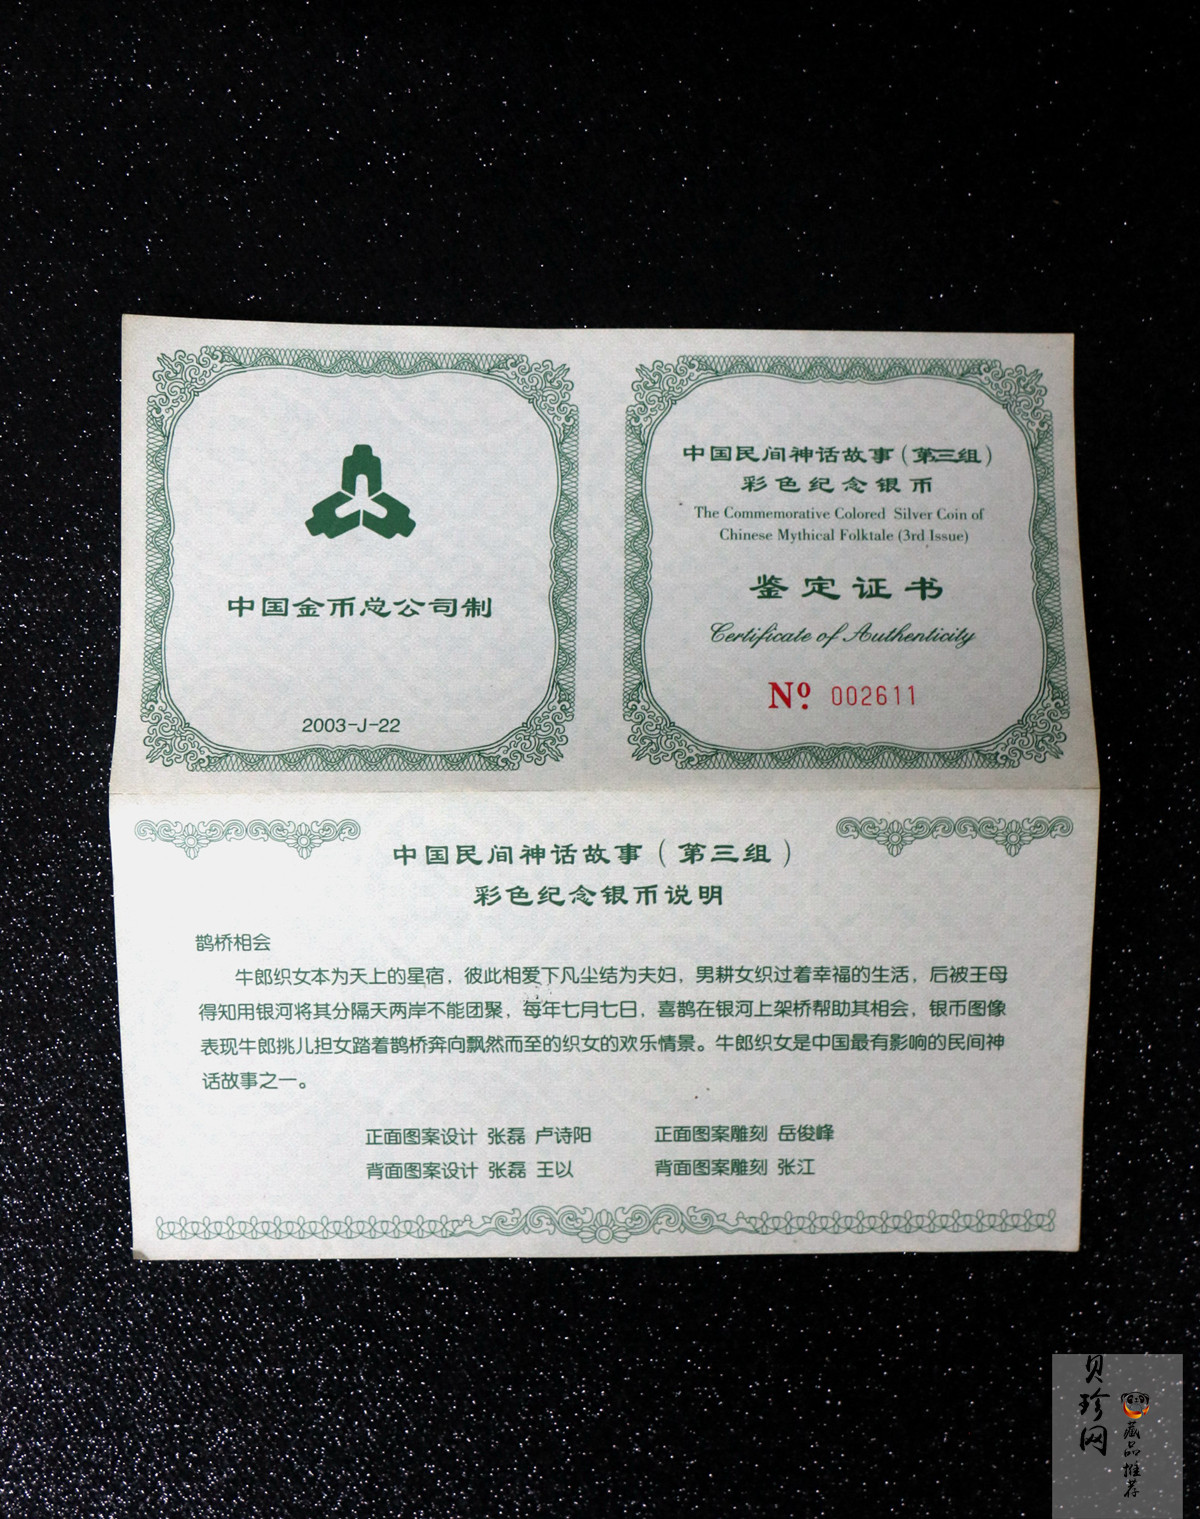 中国金币总公司制
2003-J-22
中国民间神话故事（第三组）
彩色纪念银币
The Commemorative Colored Silver Coin of
Chinese Mythical Folktale (3rd Issue)
鉴定证书
Certificate of Authenticity
Nº. 002611
中国民间神话故事（第三组）
彩色纪念银币说明
鹊桥相会
牛郎织女本为天上的星宿，彼此相爱下凡尘结为夫妇，男耕女织过着幸福的生活，后被王母
得知用银河将其分隔天两岸不能团聚，每年七月七日，喜鹊在银河上架桥帮助其相会，银币图像
表现牛郎挑儿担女踏着鹊桥奔向飘然而至的织女的欢乐情景。牛郎织女是中国最有影响的民间神
话故事之一。
正面图案设计 张磊 卢诗阳 正面图案雕刻 岳俊峰
背面图案设计 张磊 王以 背面图案雕刻 张江
贝珍网
藏品推荐